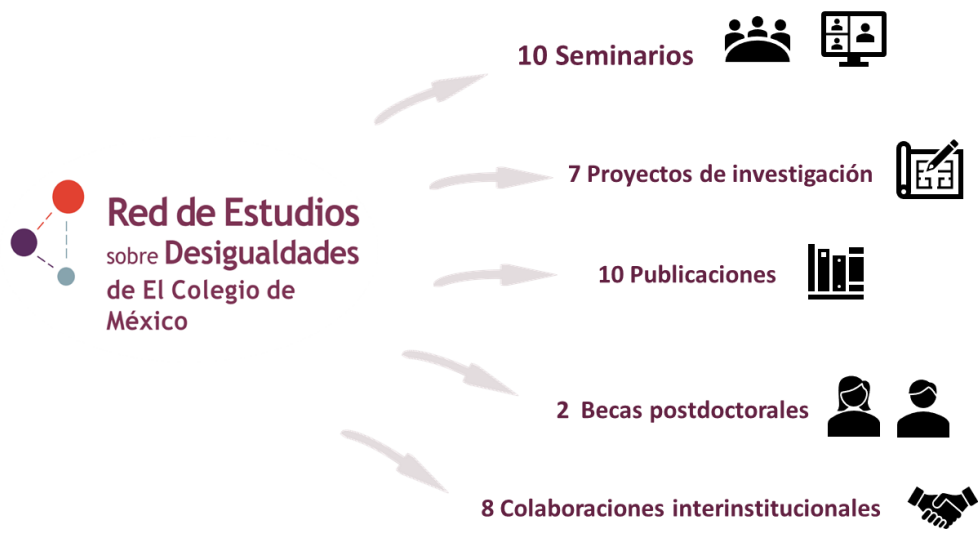 10 Seminarios
7 Proyectos de investigación
Red de Estudios
sobre Desigualdades
de El Colegio de
México
10 Publicaciones
2 Becas postdoctorales
8 Colaboraciones interinstitucionales